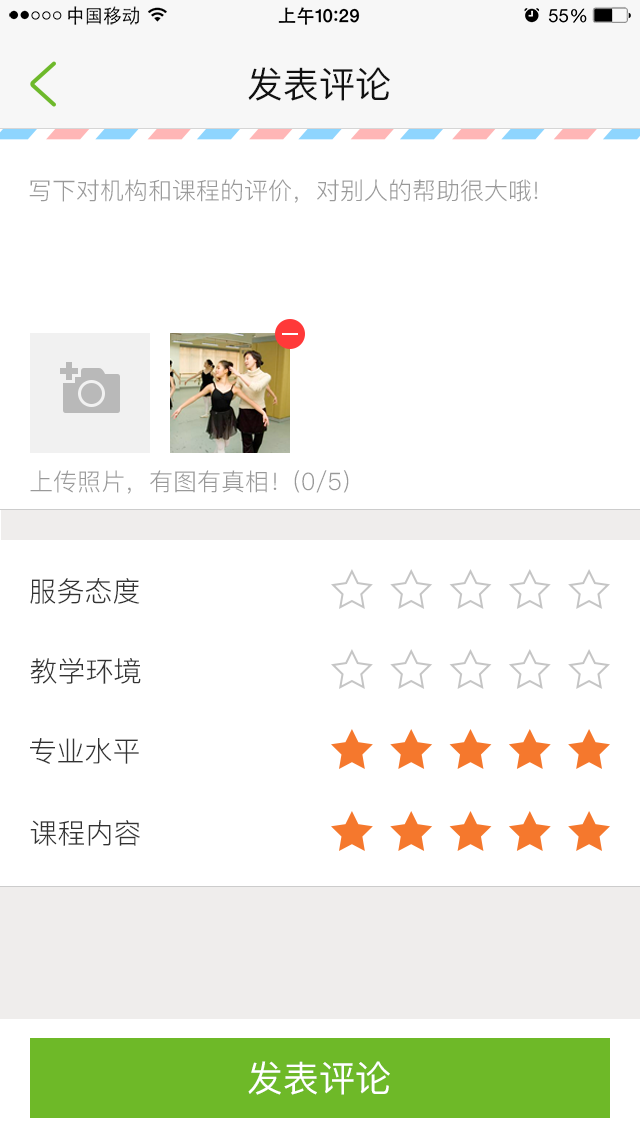 中国移动 上午10:29 55%
发表评论
写下对机构和课程的评价，对别人的帮助很大哦!
上传照片，有图有真相！(0/5)
服务态度
教学环境
专业水平
课程内容
发表评论